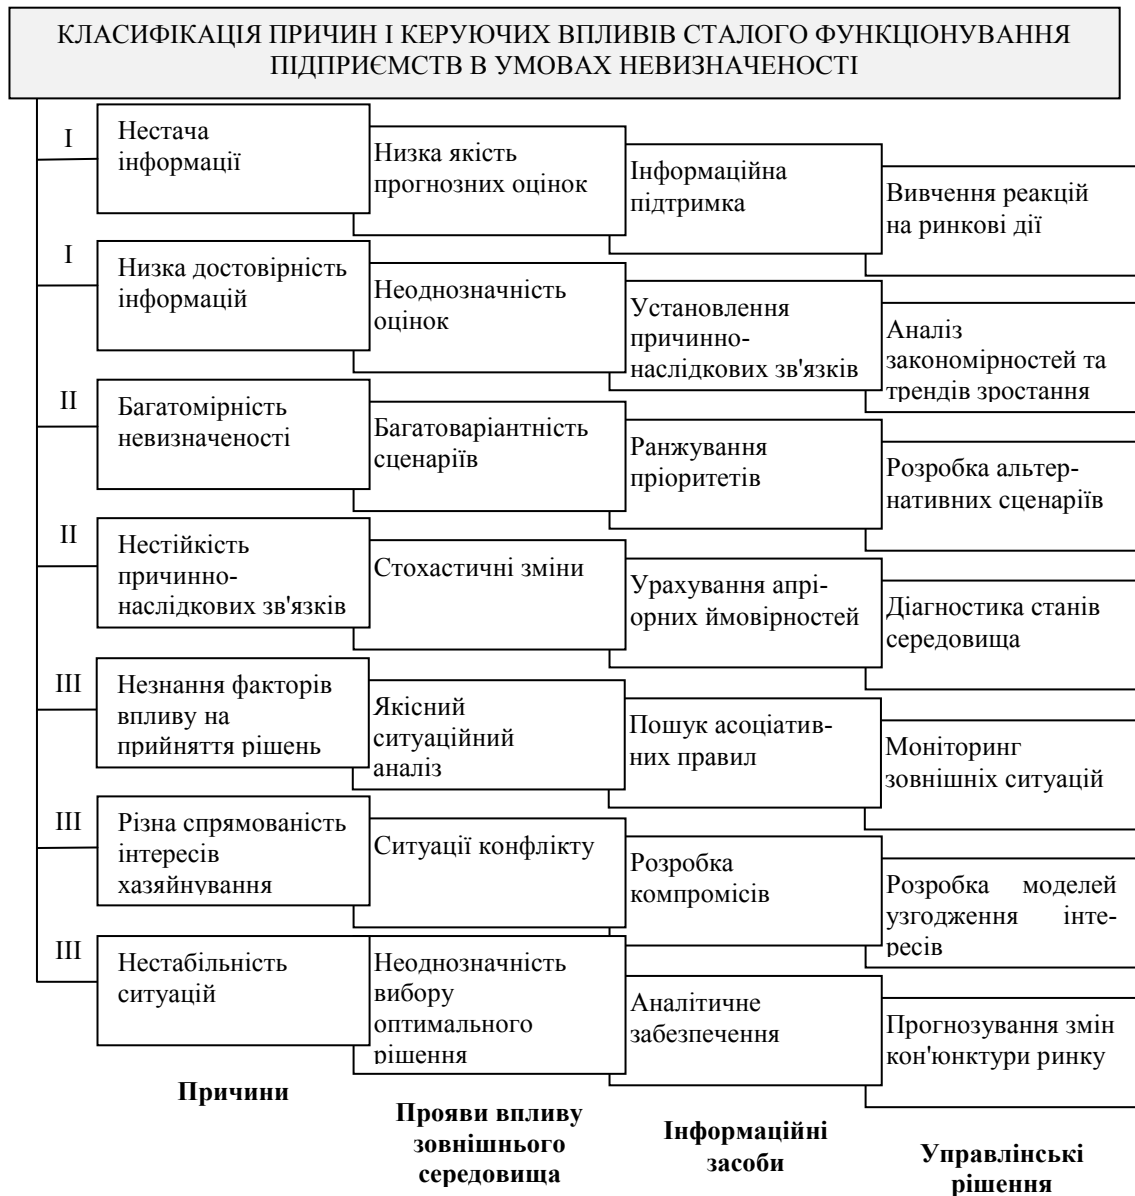 КЛАСИФІКАЦІЯ ПРИЧИН І КЕРУЮЧИХ ВПЛИВІВ СТАЛОГО ФУНКЦІОНУВАННЯ
ПІДПРИЄМСТВ В УМОВАХ НЕВИЗНАЧЕНОСТІ
I
Нестача
інформації
Низка якість
прогнозних оцінок
Інформаційна
підтримка
Вивчення реакцій
на ринкові дії
I
Низка достовірність
інформацій
Неоднозначність
оцінок
Установлення
причинно-
наслідкових зв'язків
Аналіз
закономірностей та
трендів зростання
II
Багатомірність
невизначеності
Багатоваріантність
сценаріїв
Ранжування
пріоритетів
Розробка альтер-
нативних сценаріїв
II
Нестійкість
причинно-
наслідкових зв'язків
Стохастичні зміни
Урахування апрі-
орних ймовірностей
Діагностика станів
середовища
III
Незнання факторів
впливу на
прийняття рішень
Якісний
ситуаційний
аналіз
Пошук асоціатив-
них правил
Моніторинг
зовнішніх ситуацій
III
Різна спрямованість
інтересів
хазяйнування
Ситуації конфлікту
Розробка
компромісів
Розробка моделей
узгодження інте-
ресів
III
Нестабільність
ситуацій
Неоднозначність
вибору
оптимального
рішення
Аналітичне
забезпечення
Прогнозування змін
кон'юнктури ринку
Причини
Прояви впливу
зовнішнього
середовища
Інформаційні
засоби
Управлінські
рішення